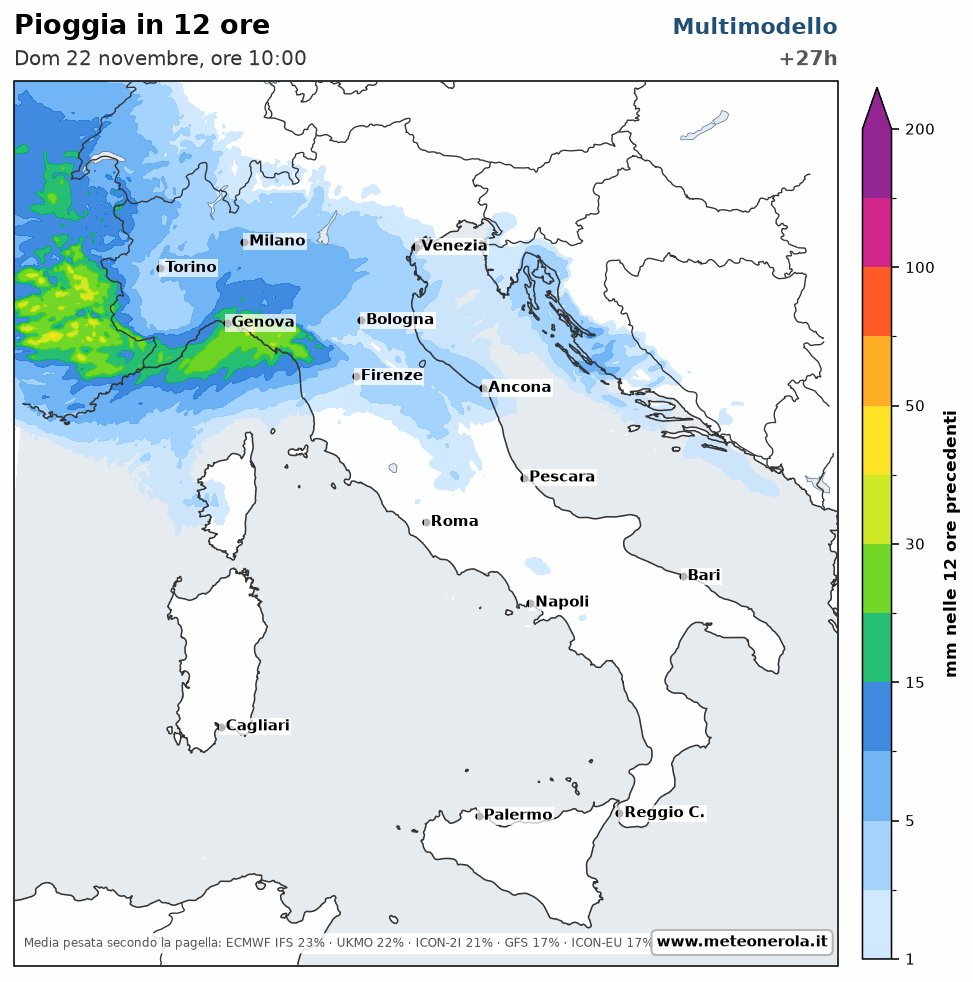 Pioggia in 12 ore
Multimodello
Dom 22 novembre, ore 10:00
+27h
200
100
50
30
15
5
1
mm nelle 12 ore precedenti
Milano
Venezia
Torino
Genova
Bologna
Firenze
Ancona
Pescara
Roma
Bari
Napoli
Cagliari
Palermo
Reggio C.
Media pesata secondo la pagella: ECMWF IFS 23% · UKMO 22% · ICON-2I 21% · GFS 17% · ICON-EU 17%
www.meteonerola.it